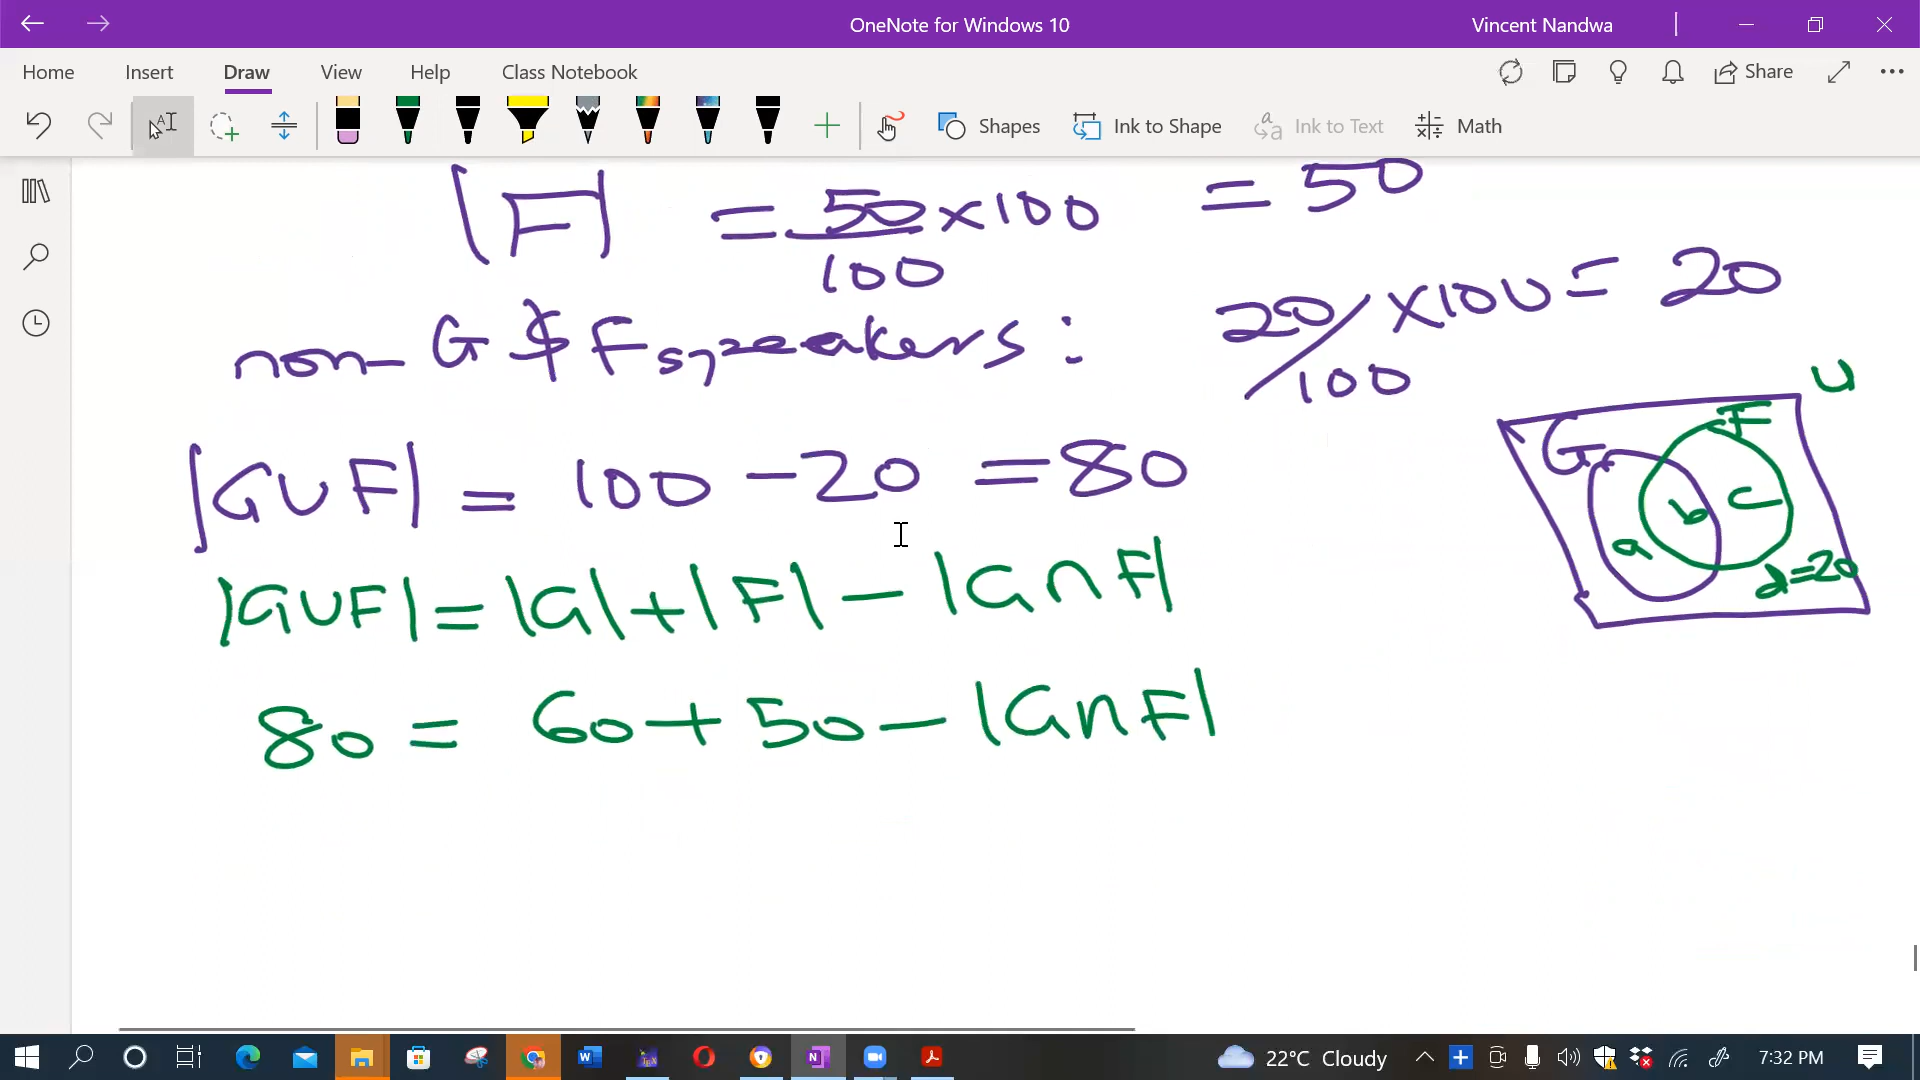 OneNote for Windows 10
Vincent Nandwa
Home Insert Draw View Help Class Notebook
Share
Shapes Ink to Shape Ink to Text Math
|F| = 50/100 × 100 = 50
non-G $ F speakers : 20/100 × 100 = 20
U
G F
|G∪F| = 100 - 20 = 80
a b c
d=20
|G∪F| = |G| + |F| - |G∩F|
80 = 60 + 50 - |G∩F|
22°C Cloudy
7:32 PM